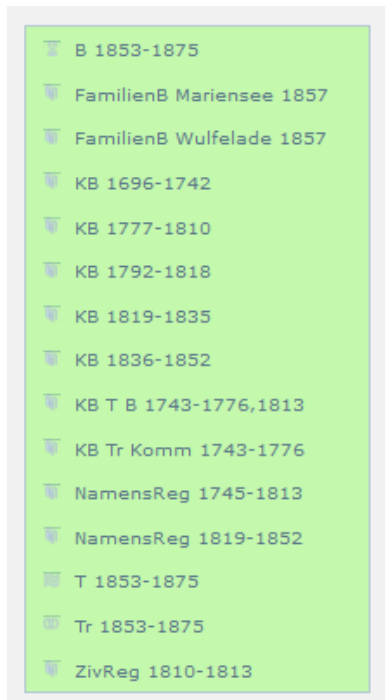 B 1853-1875
FamilienB Mariensee 1857
FamilienB Wulfelade 1857
KB 1696-1742
KB 1777-1810
KB 1792-1818
KB 1819-1835
KB 1836-1852
KB T B 1743-1776,1813
KB Tr Komm 1743-1776
NamensReg 1745-1813
NamensReg 1819-1852
T 1853-1875
Tr 1853-1875
ZivReg 1810-1813